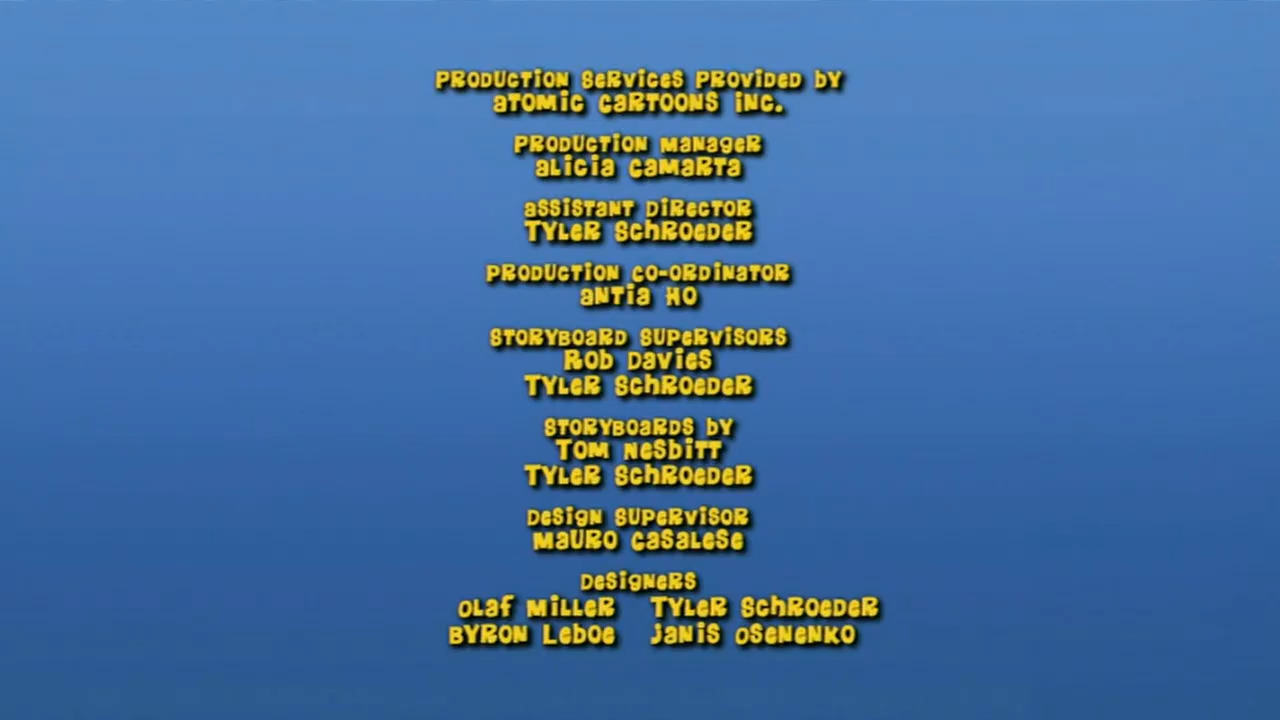 PRODUCTION SERVICES PROVIDED BY
ATOMIC CARTOONS INC.
PRODUCTION MANAGER
ALICIA CAMARTA
ASSISTANT DIRECTOR
TYLER SCHROEDER
PRODUCTION CO-ORDINATOR
ANTIA HO
STORYBOARD SUPERVISORS
ROB DAVIES
TYLER SCHROEDER
STORYBOARDS BY
TOM NESBITT
TYLER SCHROEDER
DESIGN SUPERVISOR
MAURO CASALESE
DESIGNERS
OLAF MILLER TYLER SCHROEDER
BYRON LEBOE JANIS OSENENKO